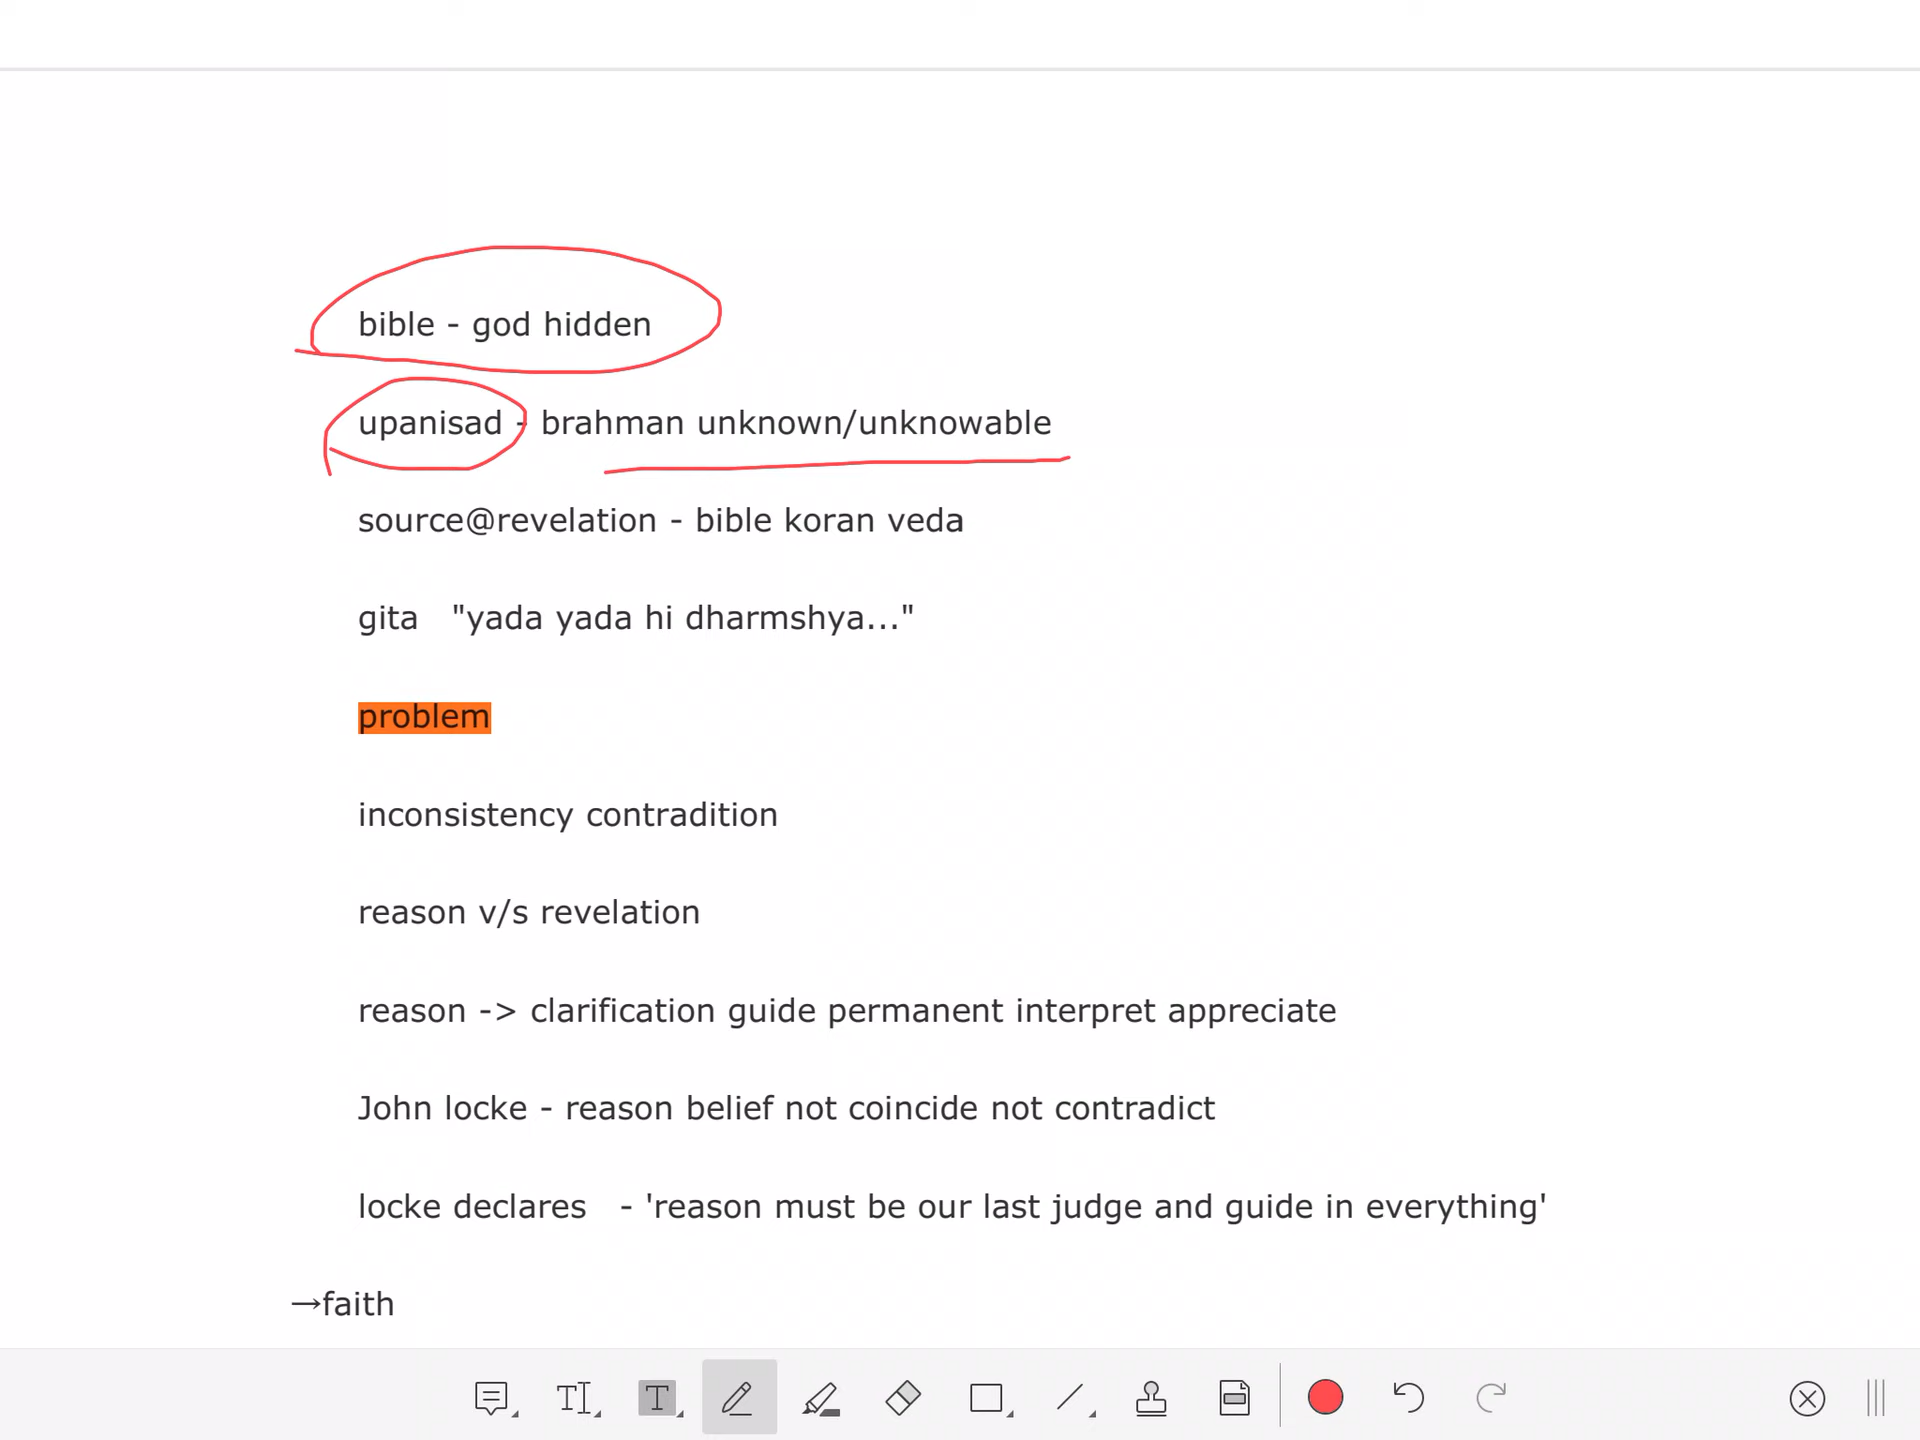 bible - god hidden
upanisad - brahman unknown/unknowable
source@revelation - bible koran veda
gita "yada yada hi dharmshya..."
problem
inconsistency contradition
reason v/s revelation
reason -> clarification guide permanent interpret appreciate
John locke - reason belief not coincide not contradict
locke declares - 'reason must be our last judge and guide in everything'
→faith